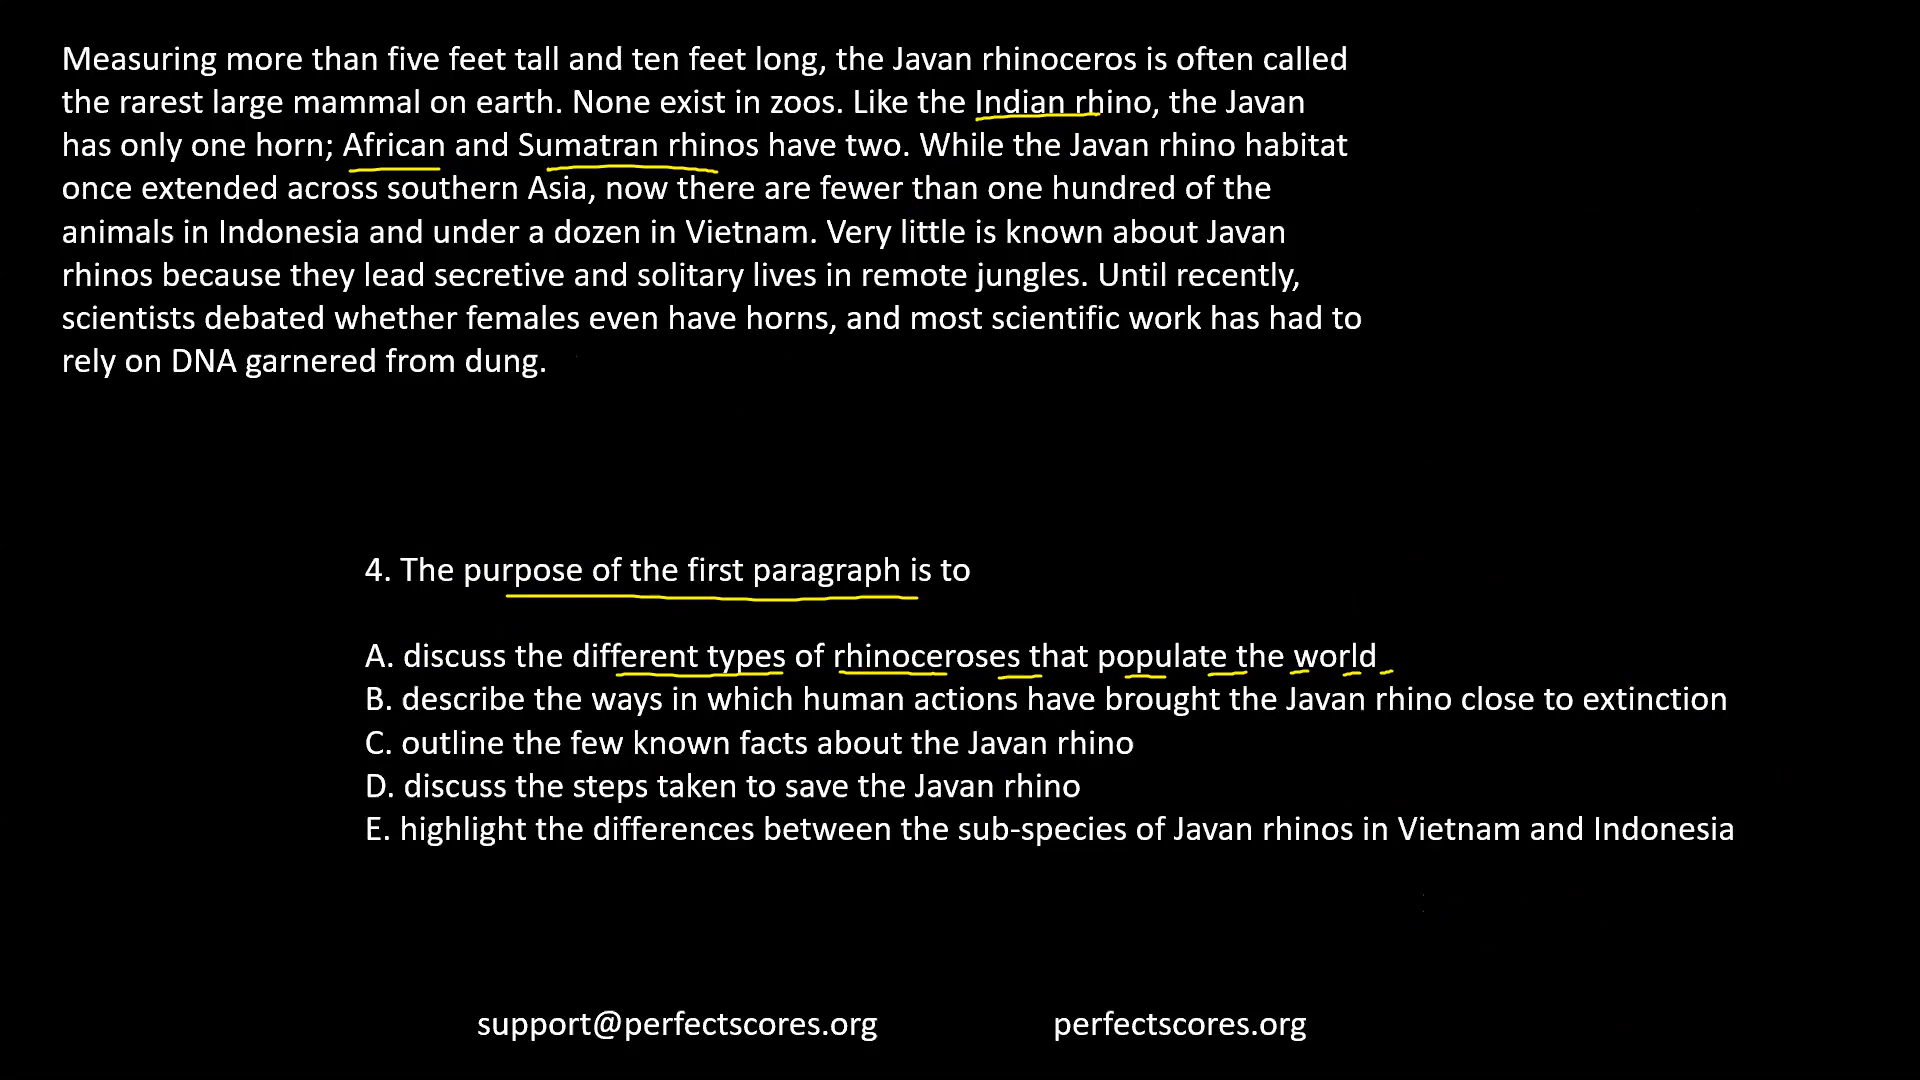 Measuring more than five feet tall and ten feet long, the Javan rhinoceros is often called
the rarest large mammal on earth. None exist in zoos. Like the Indian rhino, the Javan
has only one horn; African and Sumatran rhinos have two. While the Javan rhino habitat
once extended across southern Asia, now there are fewer than one hundred of the
animals in Indonesia and under a dozen in Vietnam. Very little is known about Javan
rhinos because they lead secretive and solitary lives in remote jungles. Until recently,
scientists debated whether females even have horns, and most scientific work has had to
rely on DNA garnered from dung.
4. The purpose of the first paragraph is to
A. discuss the different types of rhinoceroses that populate the world
B. describe the ways in which human actions have brought the Javan rhino close to extinction
C. outline the few known facts about the Javan rhino
D. discuss the steps taken to save the Javan rhino
E. highlight the differences between the sub-species of Javan rhinos in Vietnam and Indonesia
support@perfectscores.org
perfectscores.org